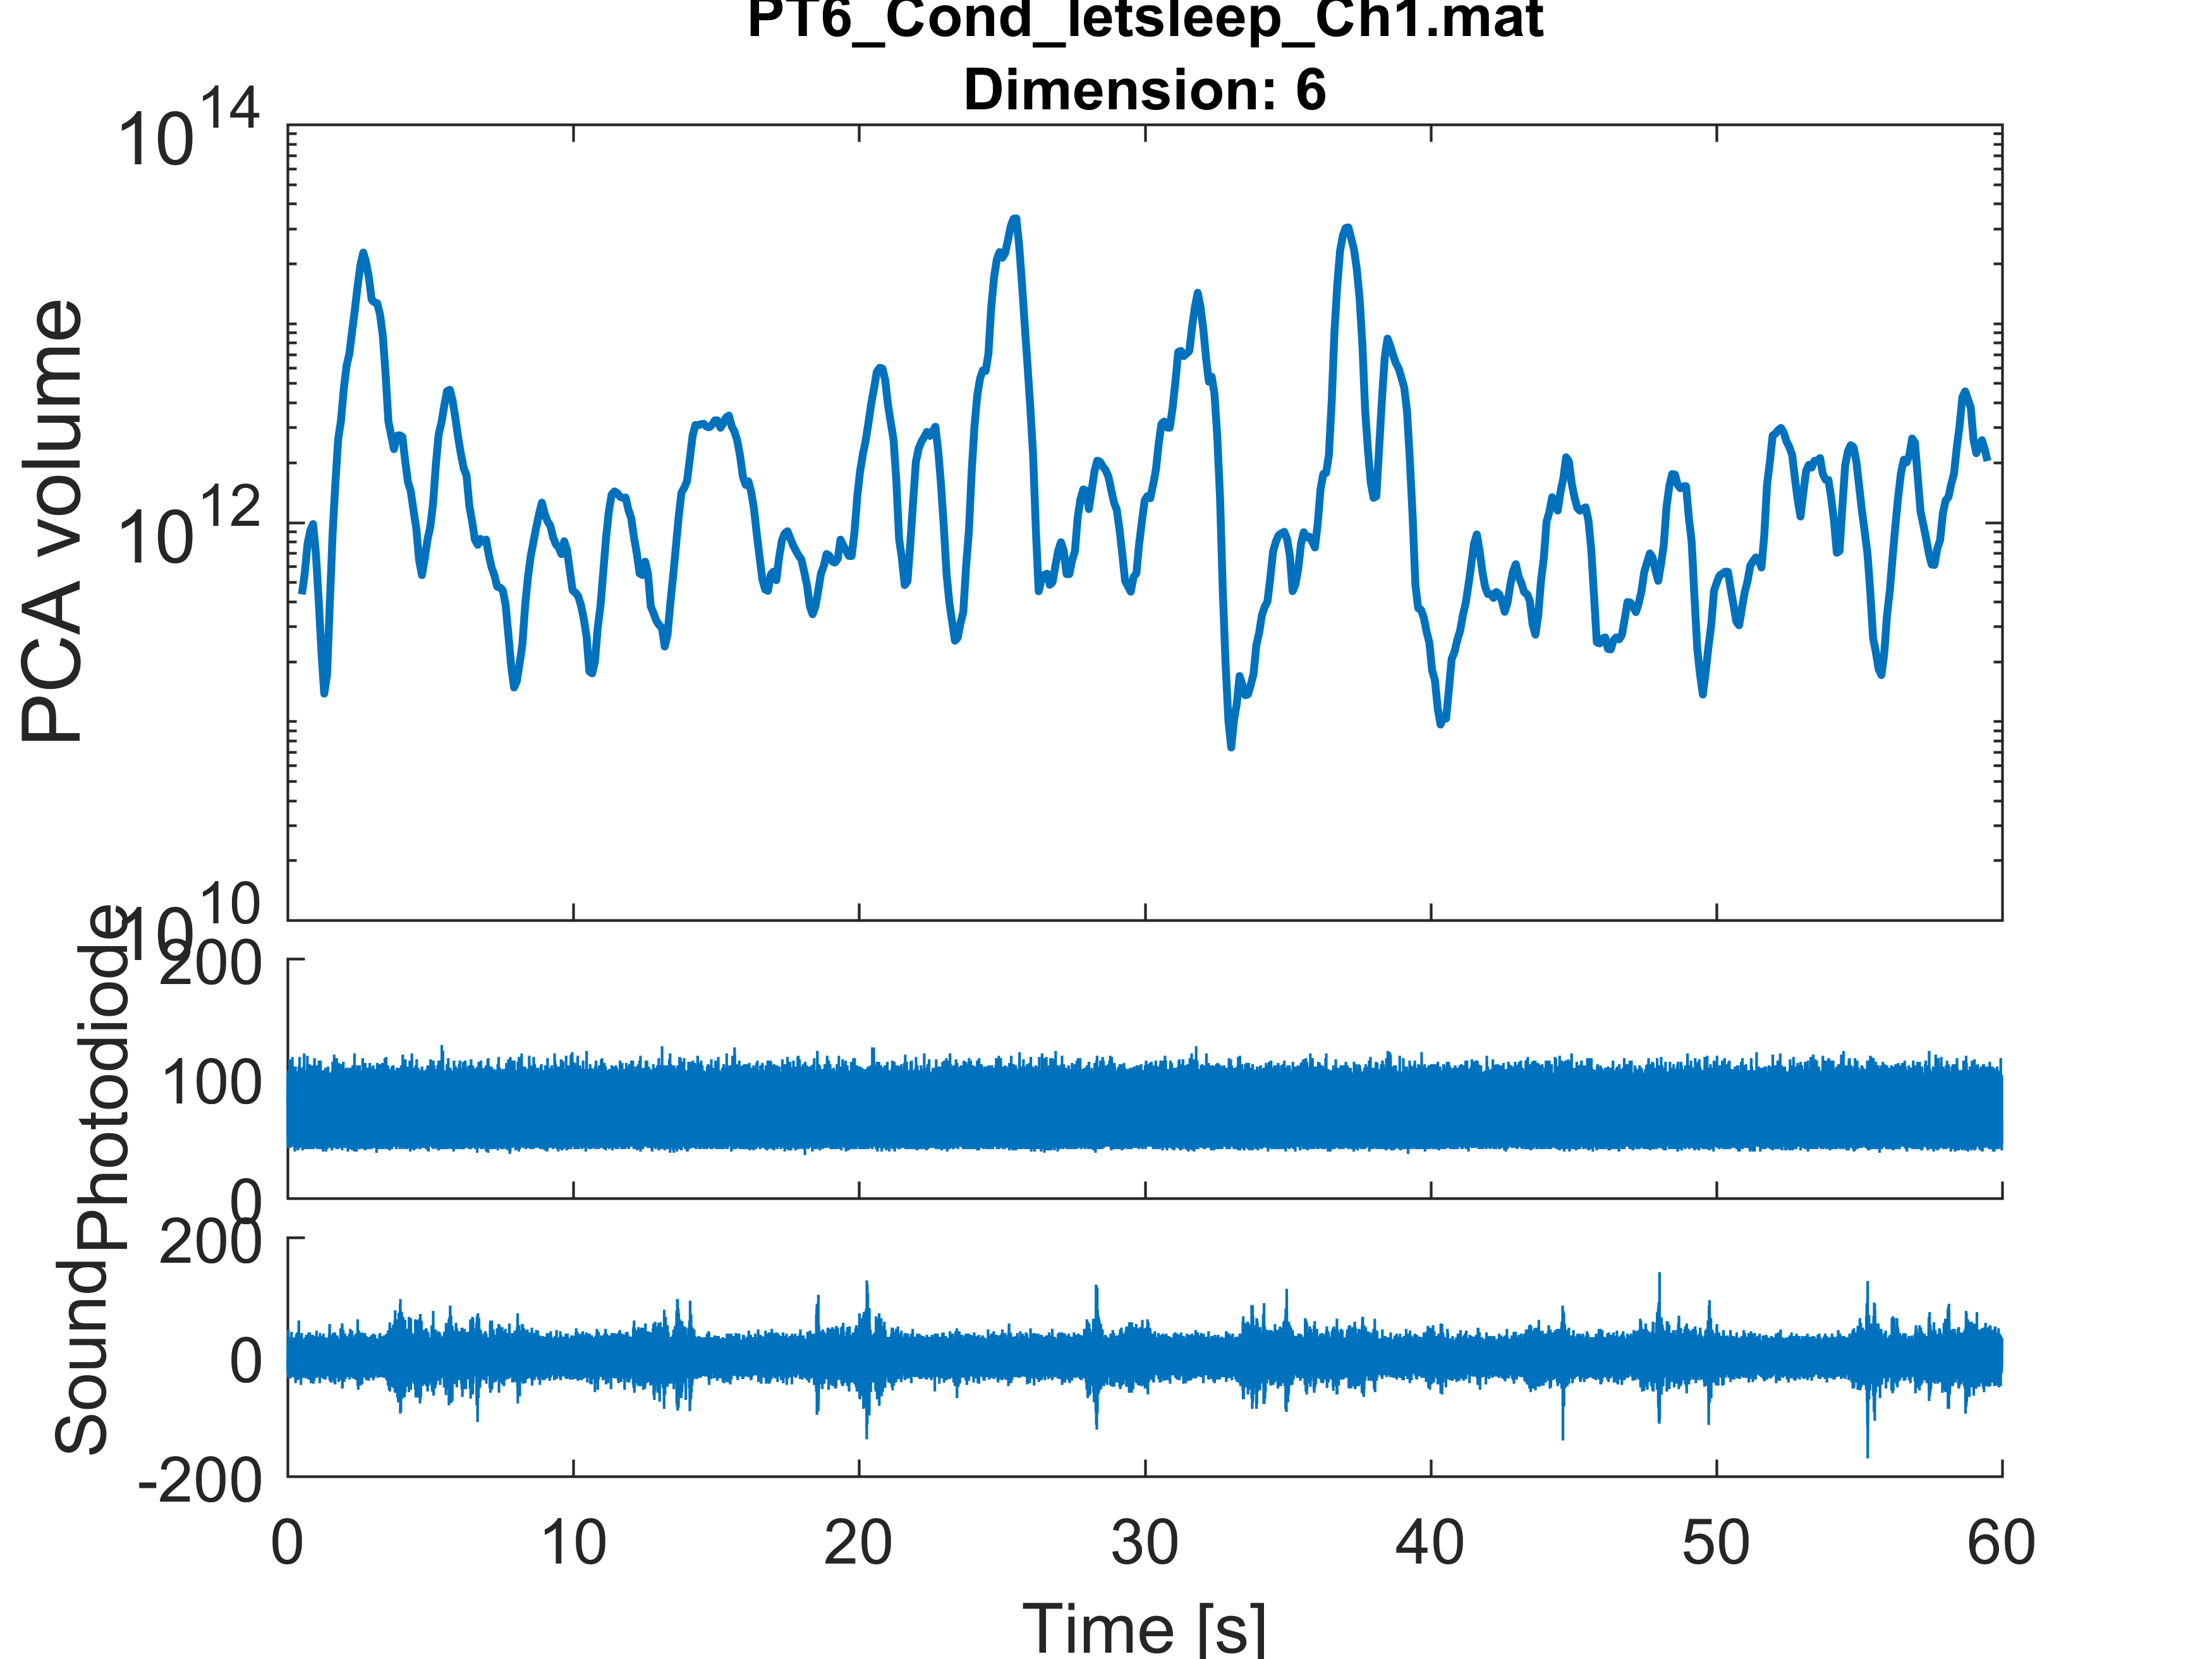 PT6_Cond_letsleep_Ch1.mat
Dimension: 6
10^14
10^12
10^10
PCA volume
200
100
0
Photodiode
200
0
-200
Sound
0 10 20 30 40 50 60
Time [s]